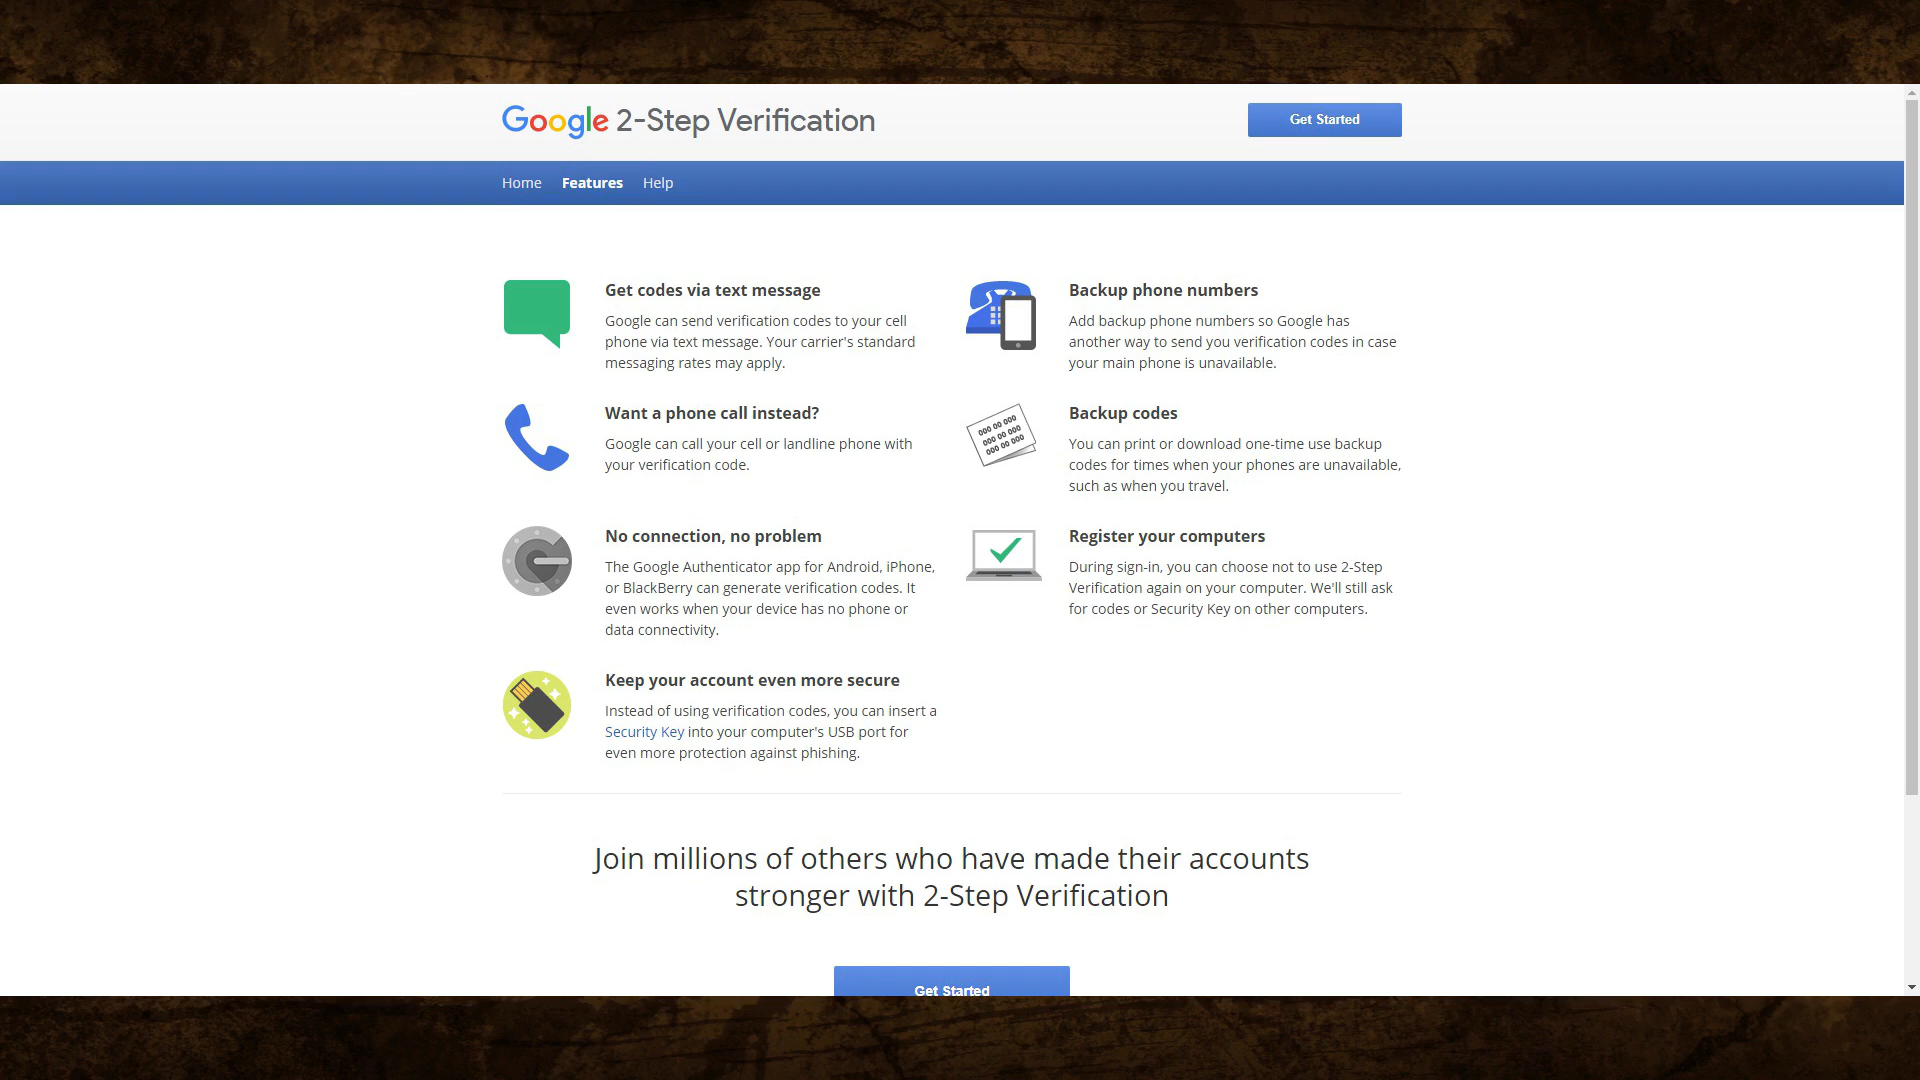 Google 2-Step Verification
Get Started
Home Features Help
Get codes via text message
Google can send verification codes to your cell
phone via text message. Your carrier's standard
messaging rates may apply.
Backup phone numbers
Add backup phone numbers so Google has
another way to send you verification codes in case
your main phone is unavailable.
Want a phone call instead?
Google can call your cell or landline phone with
your verification code.
000 00 000
000 00 000
000 00 000
Backup codes
You can print or download one-time use backup
codes for times when your phones are unavailable,
such as when you travel.
No connection, no problem
The Google Authenticator app for Android, iPhone,
or BlackBerry can generate verification codes. It
even works when your device has no phone or
data connectivity.
Register your computers
During sign-in, you can choose not to use 2-Step
Verification again on your computer. We'll still ask
for codes or Security Key on other computers.
Keep your account even more secure
Instead of using verification codes, you can insert a
Security Key into your computer's USB port for
even more protection against phishing.
Join millions of others who have made their accounts
stronger with 2-Step Verification
Get Started